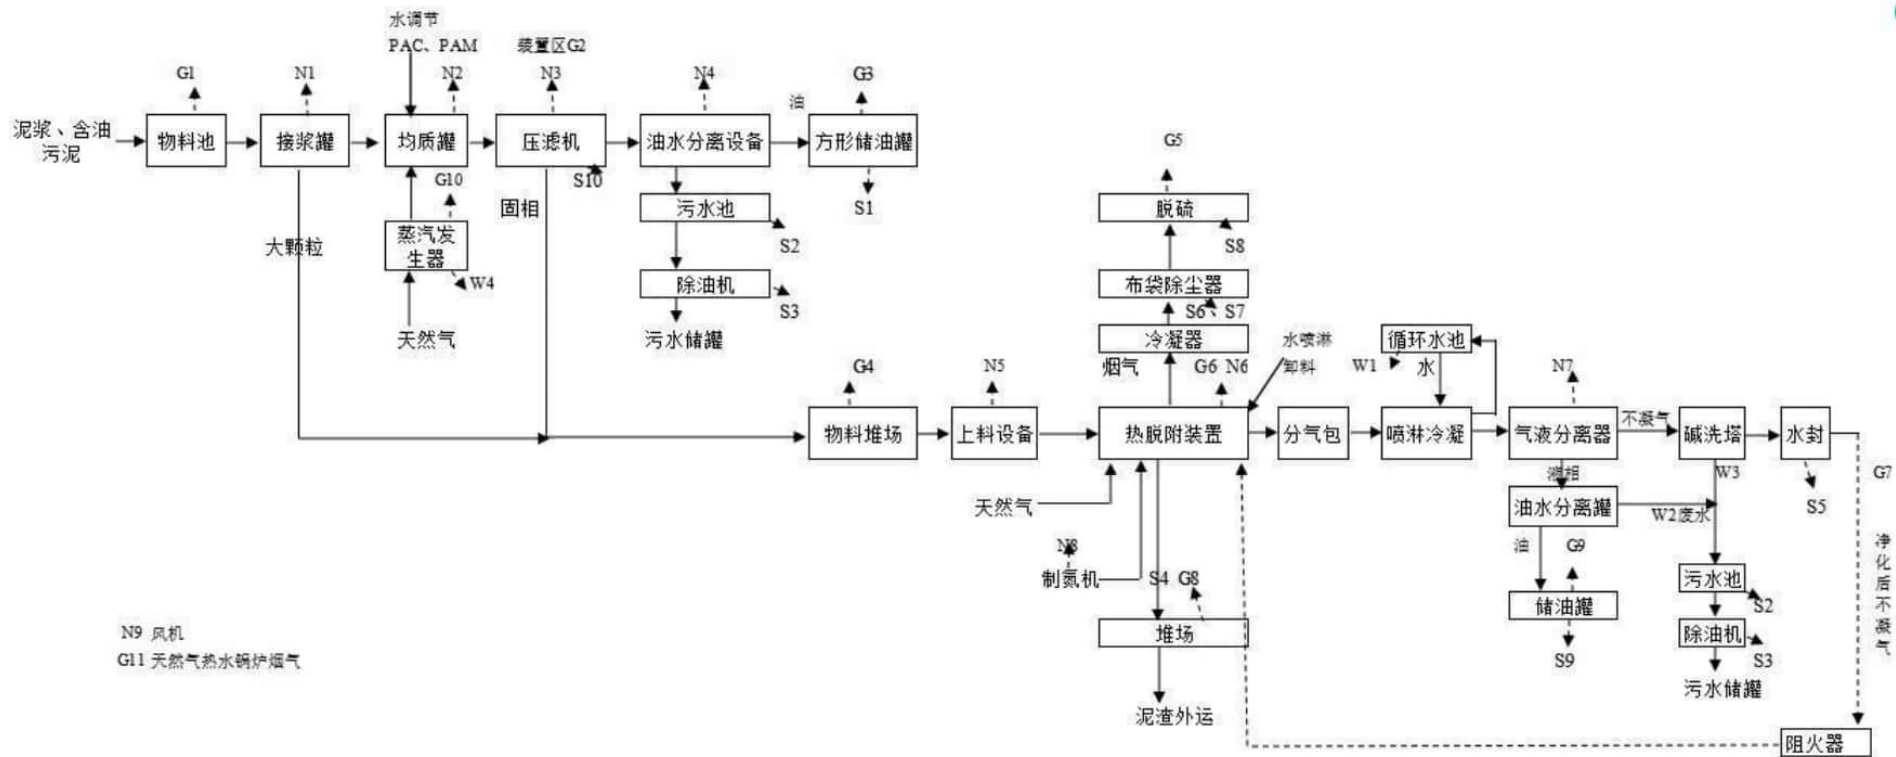 水调节
PAC、PAM
装置区G2
G1
N1
N2
N3
N4
G3
油
泥浆、含油
污泥
物料池
接浆罐
均质罐
压滤机
油水分离设备
方形储油罐
G5
G10
S10
固相
S1
污水池
脱硫
大颗粒
蒸汽发
生器
S2
S8
W4
除油机
布袋除尘器
S3
S6、S7
天然气
污水储罐
冷凝器
水喷淋
卸料
循环水池
G4
N5
烟气
G6
N6
W1
水
N7
物料堆场
上料设备
热脱附装置
分气包
喷淋冷凝
气液分离器
不凝气
碱洗塔
水封
液相
W3
G7
天然气
油水分离罐
W2废水
S5
N8
油
G9
净化后不凝气
制氮机
S4
G8
污水池
储油罐
S2
堆场
除油机
N9 风机
S9
S3
G11 天然气热水锅炉烟气
污水储罐
泥渣外运
阻火器